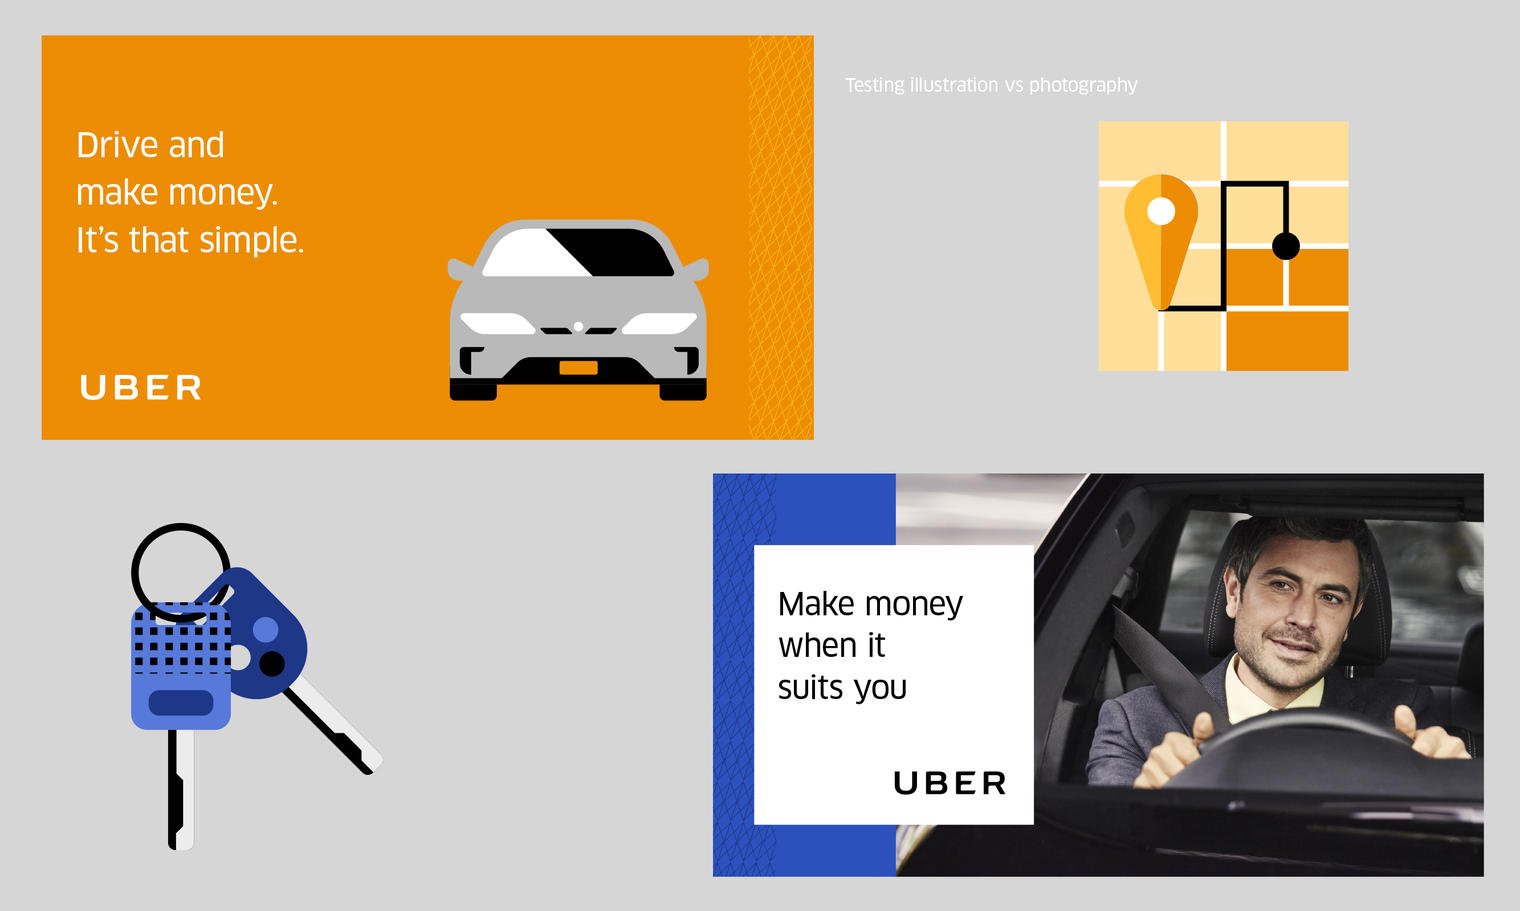 Drive and
make money.
It's that simple.
UBER
Testing illustration vs photography
Make money
when it
suits you
UBER